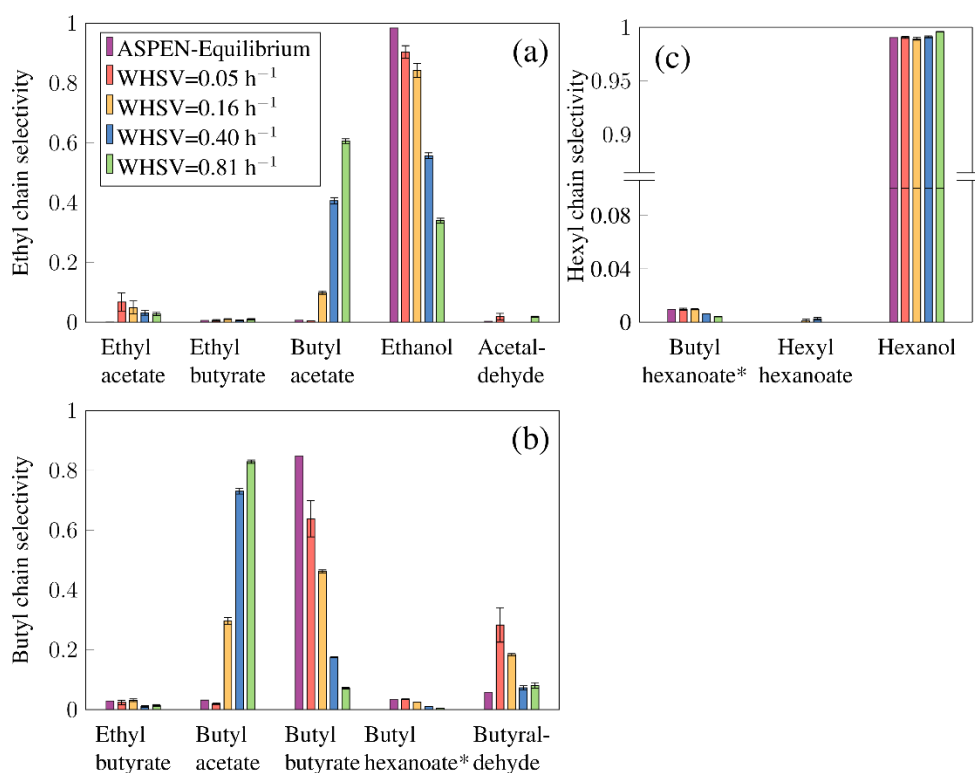 1
0.8
0.6
0.4
0.2
0
Ethyl chain selectivity
ASPEN-Equilibrium
WHSV=0.05 h⁻¹
WHSV=0.16 h⁻¹
WHSV=0.40 h⁻¹
WHSV=0.81 h⁻¹
(a)
Ethyl
acetate
Ethyl
butyrate
Butyl
acetate
Ethanol
Acetal-
dehyde
1
0.95
0.9
0.08
0.04
0
Hexyl chain selectivity
(c)
Butyl
hexanoate*
Hexyl
hexanoate
Hexanol
1
0.8
0.6
0.4
0.2
0
Butyl chain selectivity
(b)
Ethyl
butyrate
Butyl
acetate
Butyl
butyrate
Butyl
hexanoate*
Butyral-
dehyde